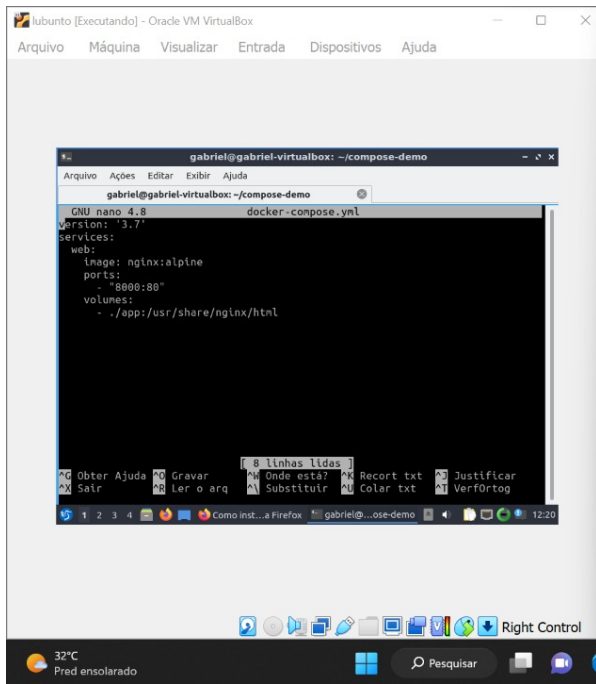 lubunto [Executando] - Oracle VM VirtualBox
Arquivo Máquina Visualizar Entrada Dispositivos Ajuda
gabriel@gabriel-virtualbox: ~/compose-demo
Arquivo Ações Editar Exibir Ajuda
gabriel@gabriel-virtualbox: ~/compose-demo
GNU nano 4.8 docker-compose.yml
version: '3.7'
services:
  web:
    image: nginx:alpine
    ports:
      - "8000:80"
    volumes:
      - ./app:/usr/share/nginx/html
[ 8 linhas lidas ]
^G Obter Ajuda ^O Gravar ^W Onde está? ^K Recort txt ^J Justificar
^X Sair ^R Ler o arq ^\ Substituir ^U Colar txt ^T VerfOrtog
1 2 3 4 Como inst...a Firefox gabriel@...ose-demo 12:20
Right Control
32°C
Pred ensolarado
Pesquisar